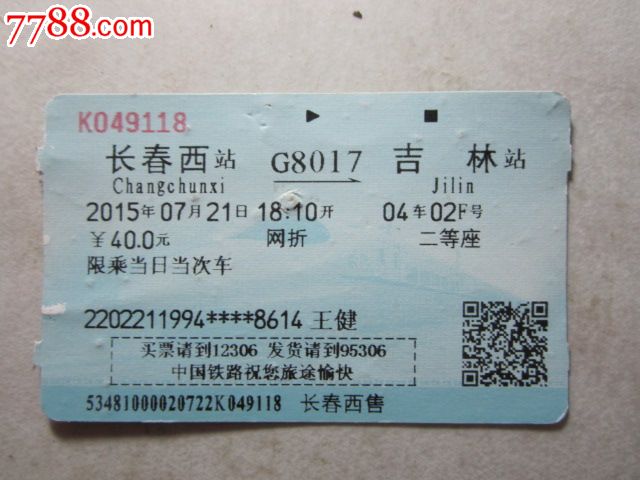 7788.com
K049118
长春西站 G8017 吉林站
Changchunxi Jilin
2015年07月21日 18:10开 04车02F号
¥40.0元 网折 二等座
限乘当日当次车
2202211994****8614 王健
买票请到12306 发货请到95306
中国铁路祝您旅途愉快
53481000020722K049118 长春西售